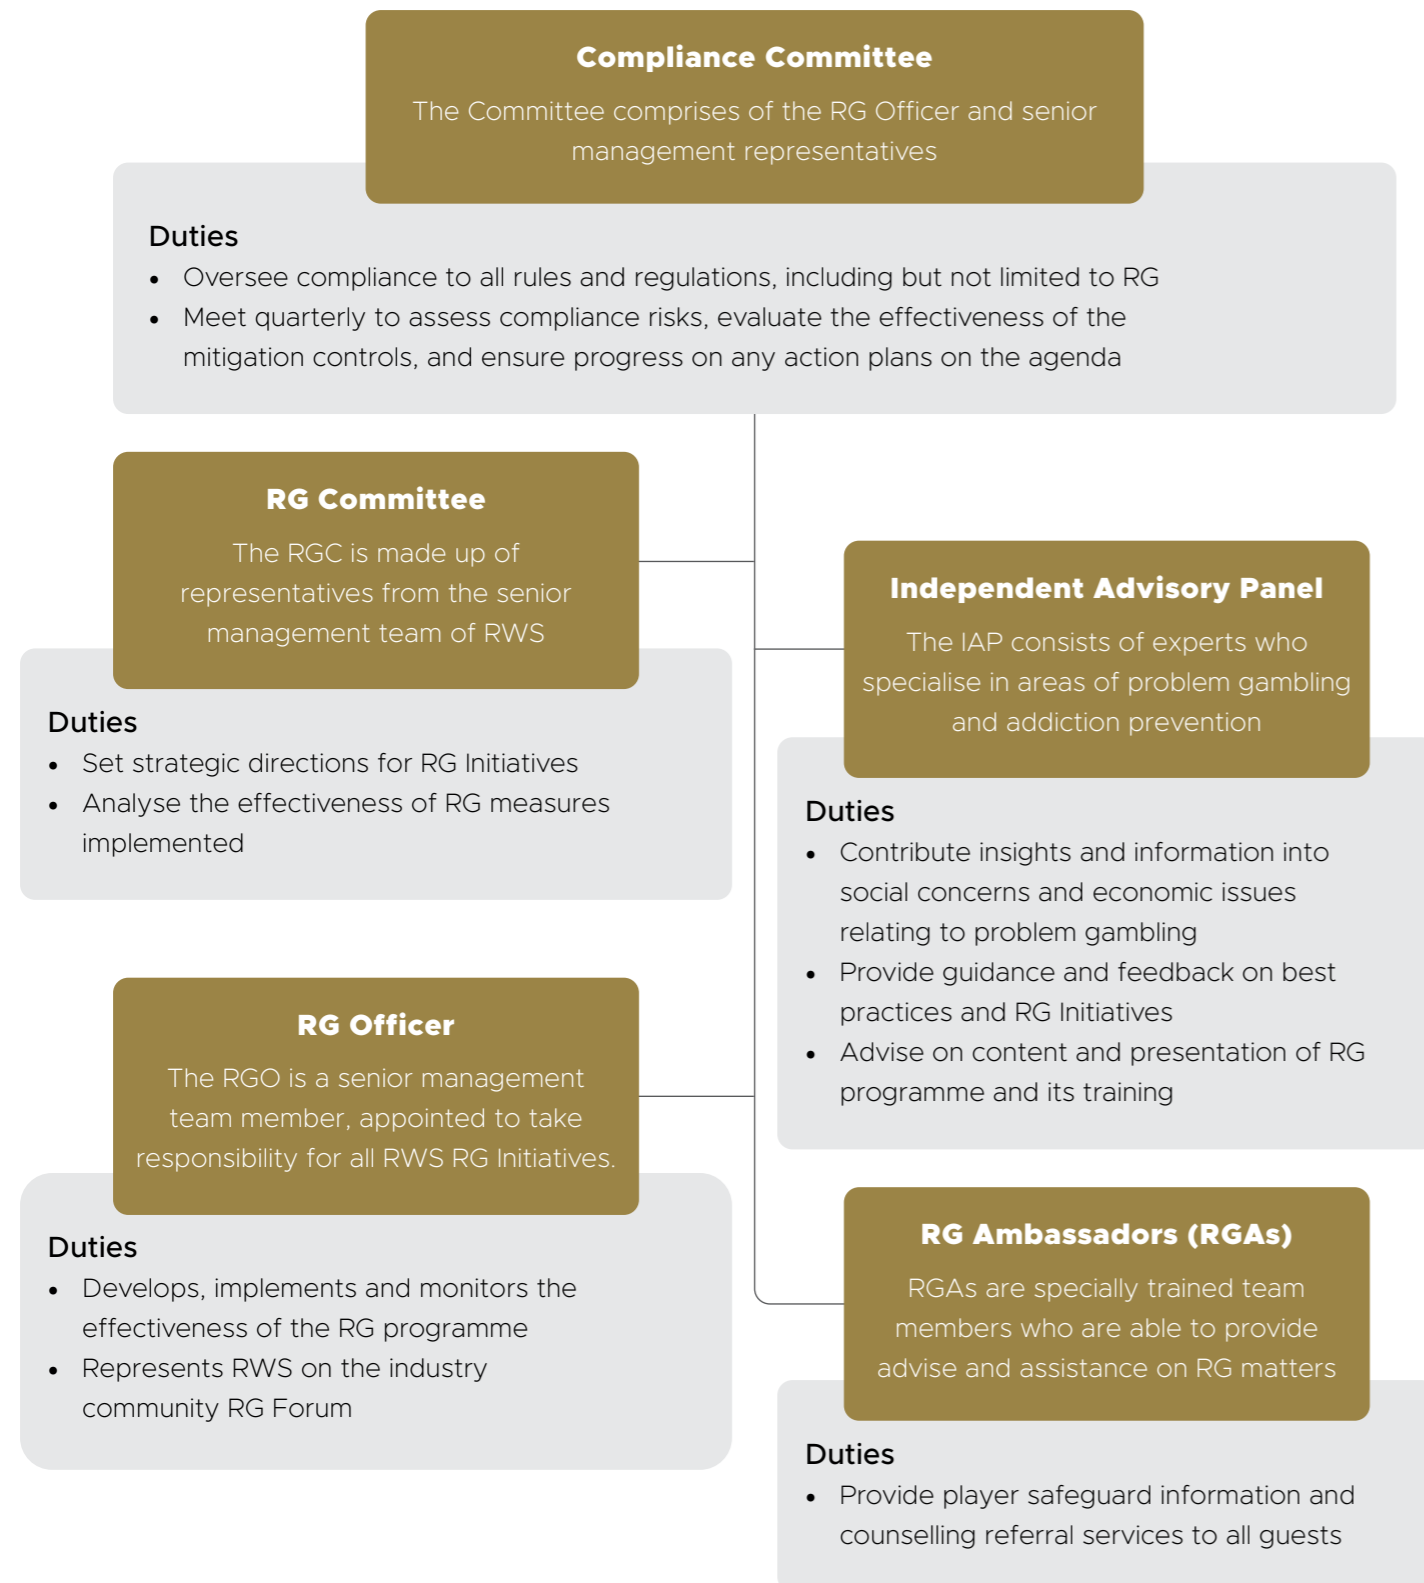 Compliance Committee
The Committee comprises of the RG Officer and senior
management representatives
Duties
• Oversee compliance to all rules and regulations, including but not limited to RG
• Meet quarterly to assess compliance risks, evaluate the effectiveness of the
mitigation controls, and ensure progress on any action plans on the agenda
RG Committee
The RGC is made up of
representatives from the senior
management team of RWS
Duties
• Set strategic directions for RG Initiatives
• Analyse the effectiveness of RG measures
implemented
Independent Advisory Panel
The IAP consists of experts who
specialise in areas of problem gambling
and addiction prevention
Duties
• Contribute insights and information into
social concerns and economic issues
relating to problem gambling
• Provide guidance and feedback on best
practices and RG Initiatives
• Advise on content and presentation of RG
programme and its training
RG Officer
The RGO is a senior management
team member, appointed to take
responsibility for all RWS RG Initiatives.
Duties
• Develops, implements and monitors the
effectiveness of the RG programme
• Represents RWS on the industry
community RG Forum
RG Ambassadors (RGAs)
RGAs are specially trained team
members who are able to provide
advise and assistance on RG matters
Duties
• Provide player safeguard information and
counselling referral services to all guests